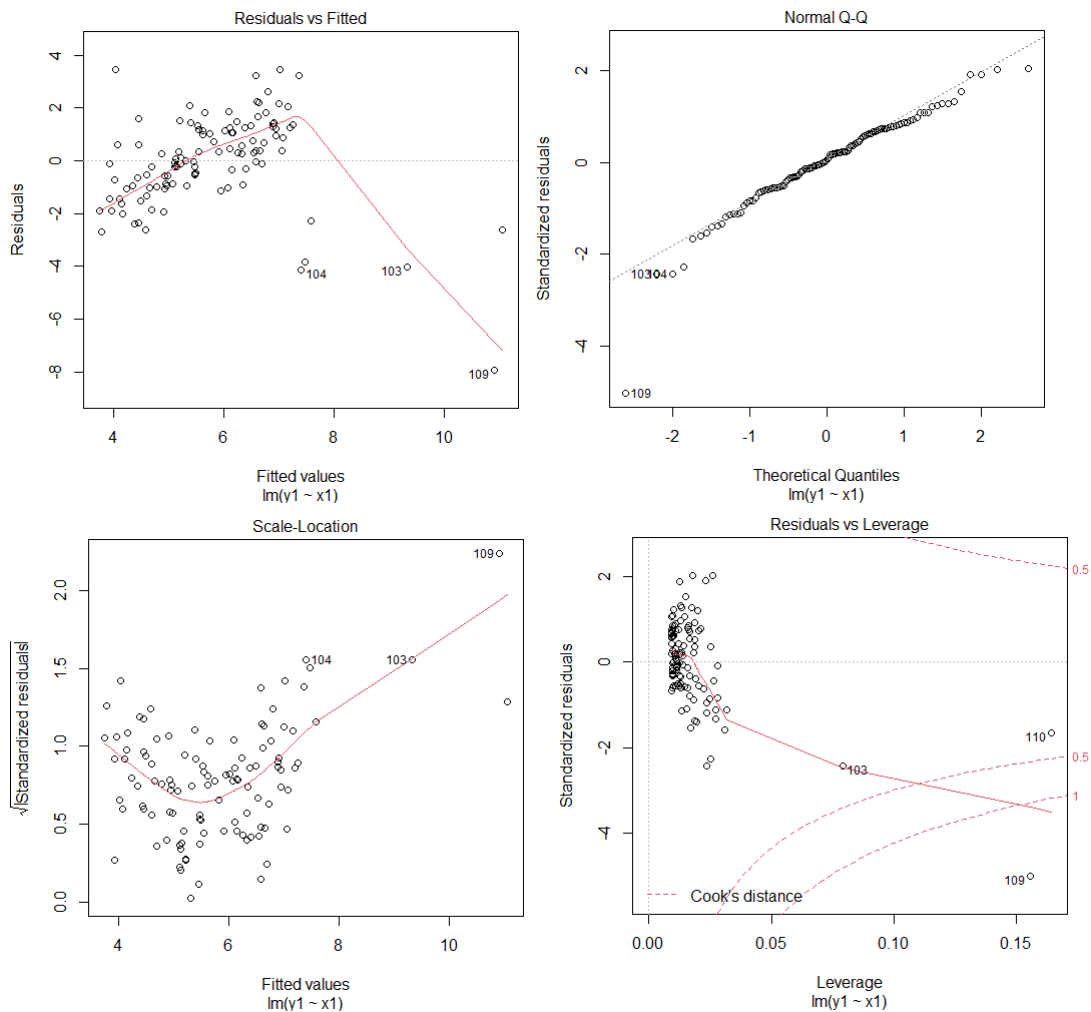 Residuals vs Fitted
Residuals
4
2
0
-2
-4
-6
-8
104
103
109
4 6 8 10
Fitted values
lm(y1 ~ x1)
Normal Q-Q
Standardized residuals
2
0
-2
-4
103 104
109
-2 -1 0 1 2
Theoretical Quantiles
lm(y1 ~ x1)
Scale-Location
√|Standardized residuals|
2.0
1.5
1.0
0.5
0.0
109
104
103
4 6 8 10
Fitted values
lm(y1 ~ x1)
Residuals vs Leverage
Standardized residuals
2
0
-2
-4
0.5
110
0.5
103
1
109
Cook's distance
0.00 0.05 0.10 0.15
Leverage
lm(y1 ~ x1)